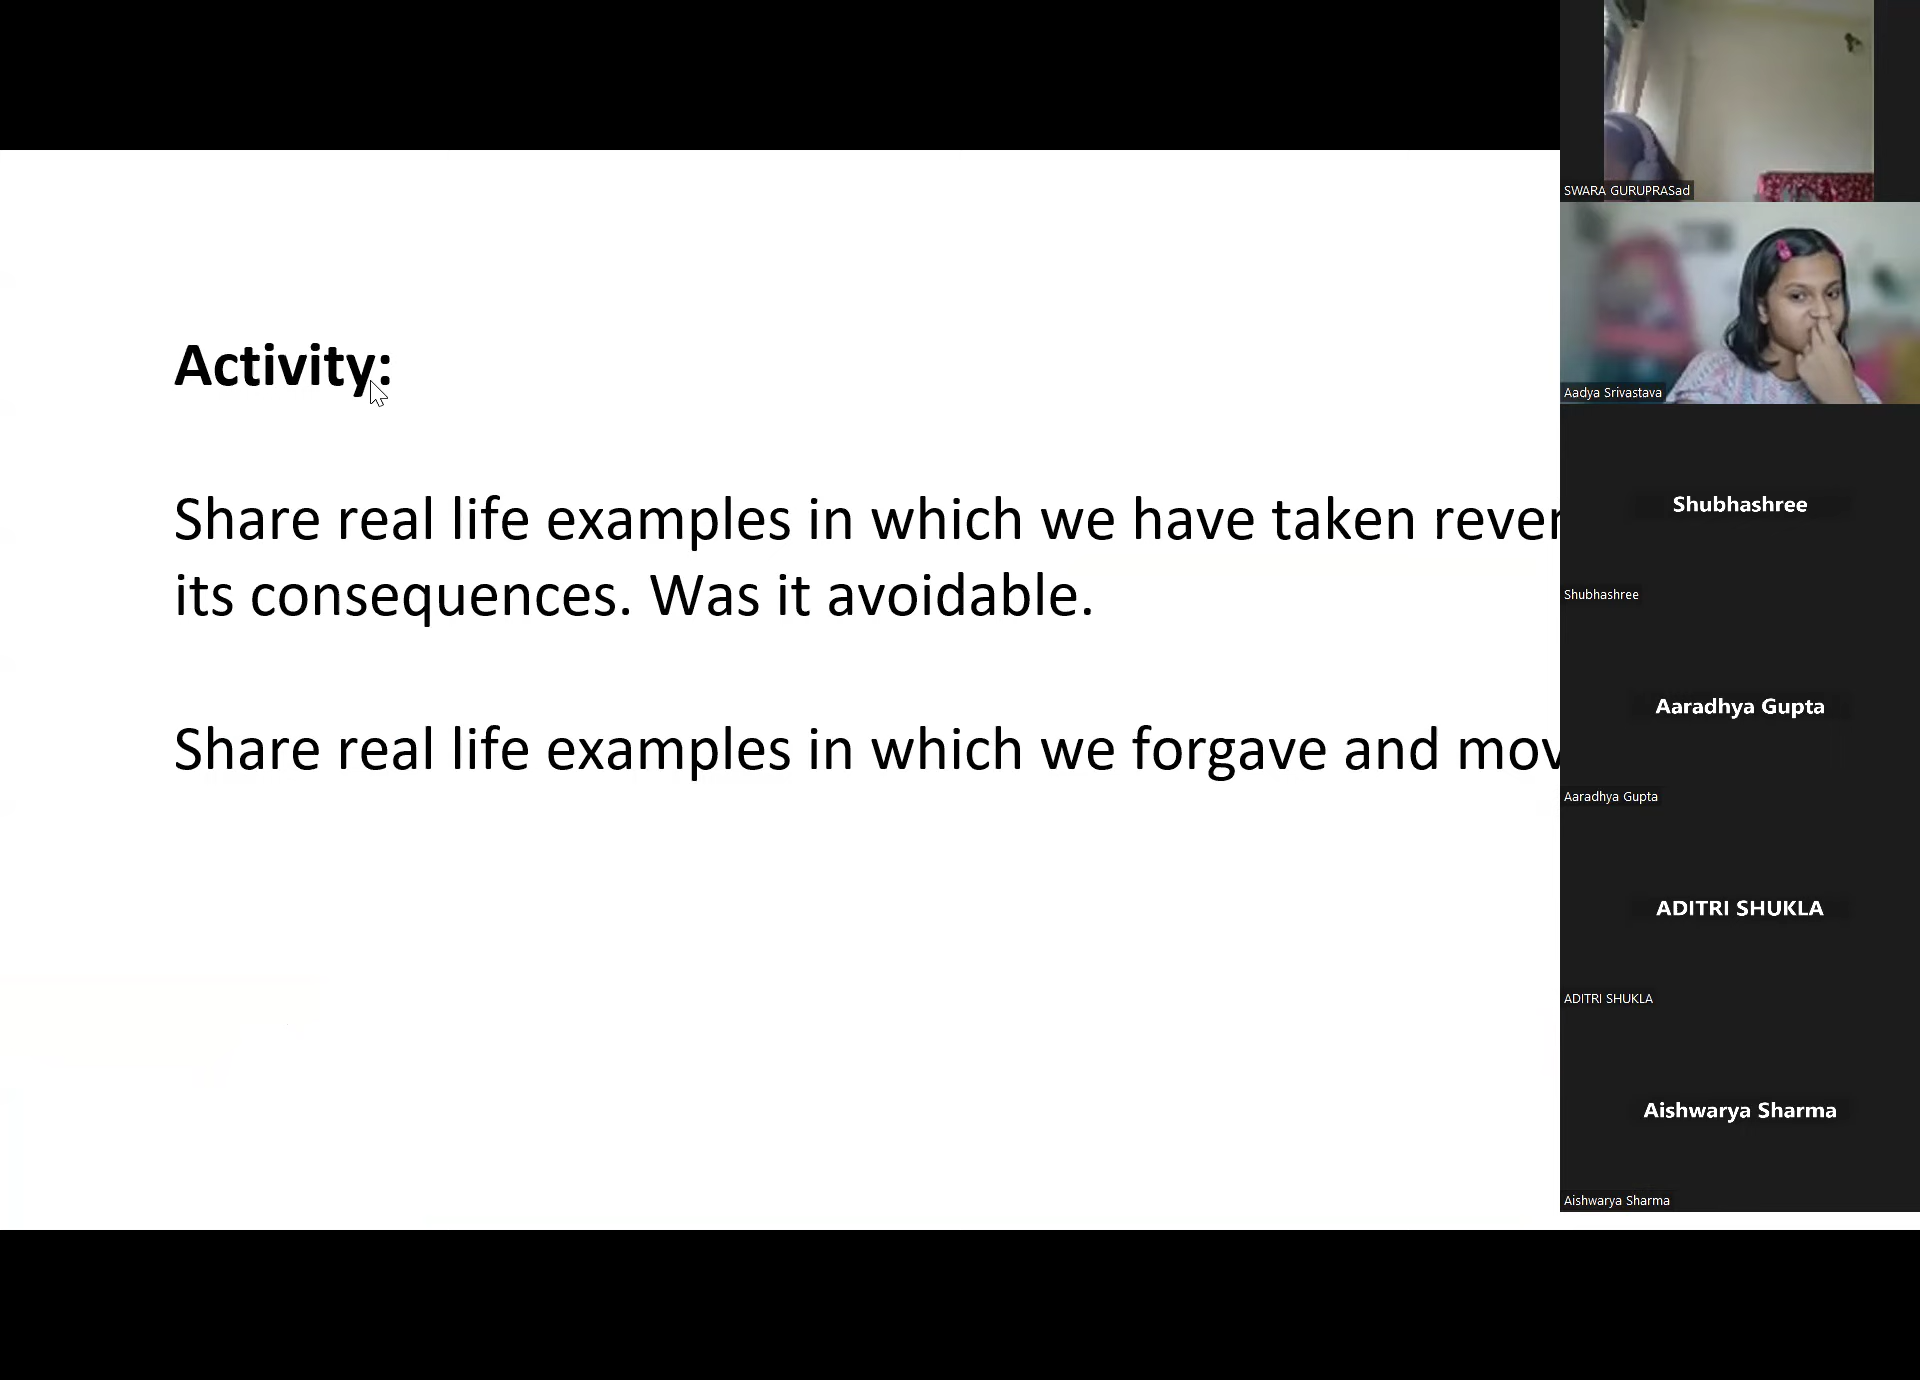 Activity:
Share real life examples in which we have taken
its consequences. Was it avoidable.
Share real life examples in which we forgave and
SWARA GURUPRASad
Aadya Srivastava
Shubhashree
Shubhashree
Aaradhya Gupta
Aaradhya Gupta
ADITRI SHUKLA
ADITRI SHUKLA
Aishwarya Sharma
Aishwarya Sharma